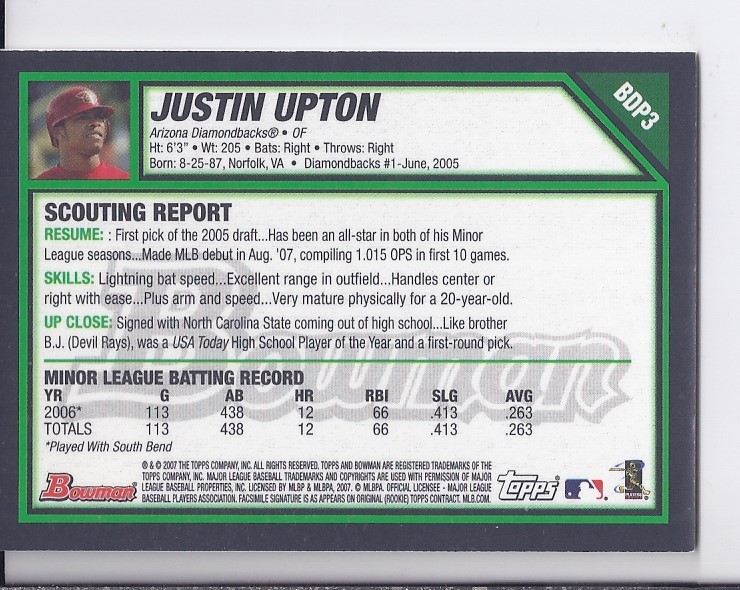 BDP3
JUSTIN UPTON
Arizona Diamondbacks® • OF
Ht: 6'3" • Wt: 205 • Bats: Right • Throws: Right
Born: 8-25-87, Norfolk, VA • Diamondbacks #1-June, 2005
SCOUTING REPORT
RESUME: : First pick of the 2005 draft...Has been an all-star in both of his Minor
League seasons...Made MLB debut in Aug. '07, compiling 1.015 OPS in first 10 games.
SKILLS: Lightning bat speed...Excellent range in outfield...Handles center or
right with ease...Plus arm and speed...Very mature physically for a 20-year-old.
UP CLOSE: Signed with North Carolina State coming out of high school...Like brother
B.J. (Devil Rays), was a USA Today High School Player of the Year and a first-round pick.
Bowman
MINOR LEAGUE BATTING RECORD
YR G AB HR RBI SLG AVG
2006* 113 438 12 66 .413 .263
TOTALS 113 438 12 66 .413 .263
*Played With South Bend
® & © 2007 THE TOPPS COMPANY, INC. ALL RIGHTS RESERVED. TOPPS AND BOWMAN ARE REGISTERED TRADEMARKS OF THE
TOPPS COMPANY, INC. MAJOR LEAGUE BASEBALL TRADEMARKS AND COPYRIGHTS ARE USED WITH PERMISSION OF MAJOR
LEAGUE BASEBALL PROPERTIES, INC. LICENSED BY MLBP & MLBPA, 2007. © MLBPA. OFFICIAL LICENSEE - MAJOR LEAGUE
BASEBALL PLAYERS ASSOCIATION. FACSIMILE SIGNATURE IS AS APPEARS ON ORIGINAL (ROOKIE) TOPPS CONTRACT. MLB.COM.
Bowman
Topps